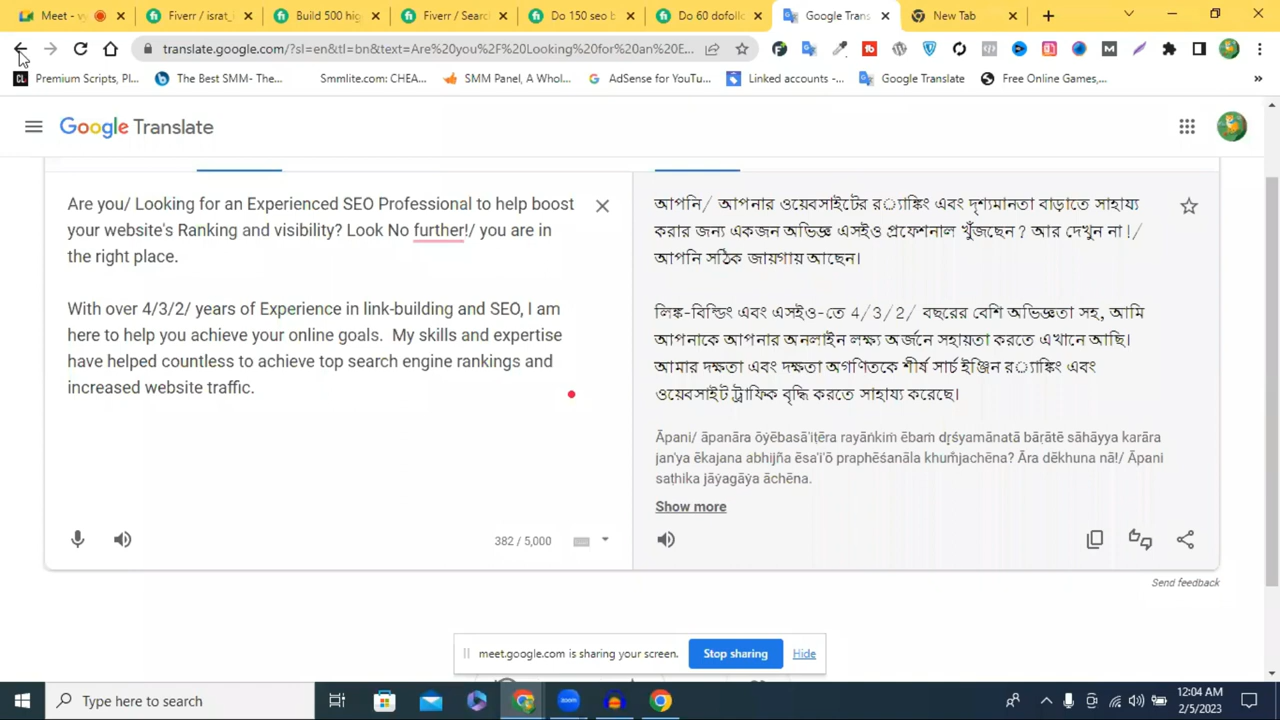 Meet - vy
Fiverr / israt_
Build 500 hig
Fiverr / Sear
Do 150 seo b
Do 60 dofoll
Google Trans
New Tab
translate.google.com/?sl=en&tl=bn&text=Are%20you%2F%20Looking%20for%20an%20E...
Premium Scripts, Pl...
The Best SMM- The...
Smmlite.com: CHEA...
SMM Panel, A Whol...
AdSense for YouTu...
Linked accounts -...
Google Translate
Free Online Games,...
Google Translate
Are you/ Looking for an Experienced SEO Professional to help boost
your website's Ranking and visibility? Look No further!/ you are in
the right place.
With over 4/3/2/ years of Experience in link-building and SEO, I am
here to help you achieve your online goals.  My skills and expertise
have helped countless to achieve top search engine rankings and
increased website traffic.
382 / 5,000
আপনি/ আপনার ওয়েবসাইটের র‍্যাঙ্কিং এবং দৃশ্যমানতা বাড়াতে সাহায্য
করার জন্য একজন অভিজ্ঞ এসইও প্রফেশনাল খুঁজছেন? আর দেখুন না!/
আপনি সঠিক জায়গায় আছেন।
লিঙ্ক-বিল্ডিং এবং এসইও-তে 4/3/2/ বছরের বেশি অভিজ্ঞতা সহ, আমি
আপনাকে আপনার অনলাইন লক্ষ্য অর্জনে সহায়তা করতে এখানে আছি।
আমার দক্ষতা এবং দক্ষতা অগণিতকে শীর্ষ সার্চ ইঞ্জিন র‍্যাঙ্কিং এবং
ওয়েবসাইট ট্রাফিক বৃদ্ধি করতে সাহায্য করেছে।
Āpani/ āpanāra ōẏēbasā'iṭēra rayāṅkiṁ ēbaṁ dr̥śyamānatā bāṛātē sāhāyya karāra
jan'ya ēkajana abhijña ēsa'i'ō praphēśanāla khum̐jachēna? Āra dēkhuna nā!/ Āpani
saṭhika jāẏagāẏa āchēna.
Show more
Send feedback
meet.google.com is sharing your screen.
Stop sharing
Hide
Type here to search
12:04 AM
2/5/2023